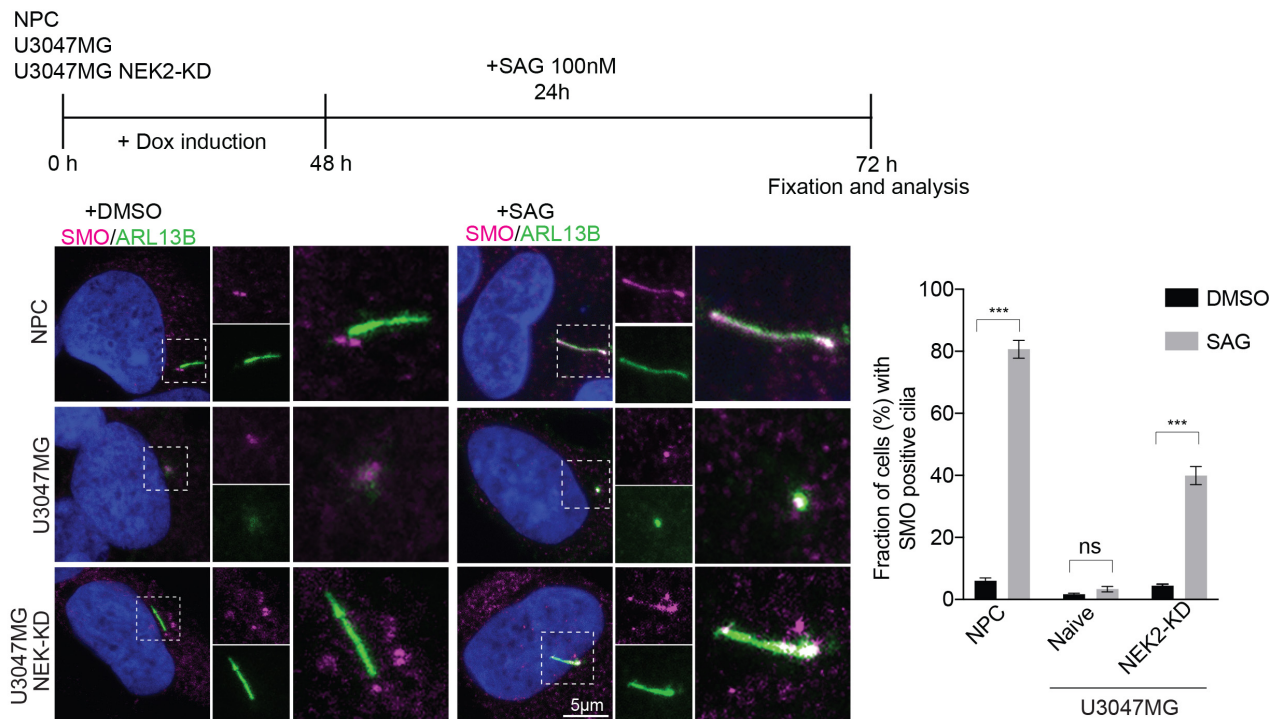 NPC
U3047MG
U3047MG NEK2-KD
+SAG 100nM
24h
+ Dox induction
0 h
48 h
72 h
Fixation and analysis
+DMSO
SMO/ARL13B
+SAG
SMO/ARL13B
NPC
U3047MG
U3047MG
NEK-KD
5µm
Fraction of cells (%) with
SMO positive cilia
100
80
60
40
20
0
***
ns
***
DMSO
SAG
NPC
Naive
NEK2-KD
U3047MG